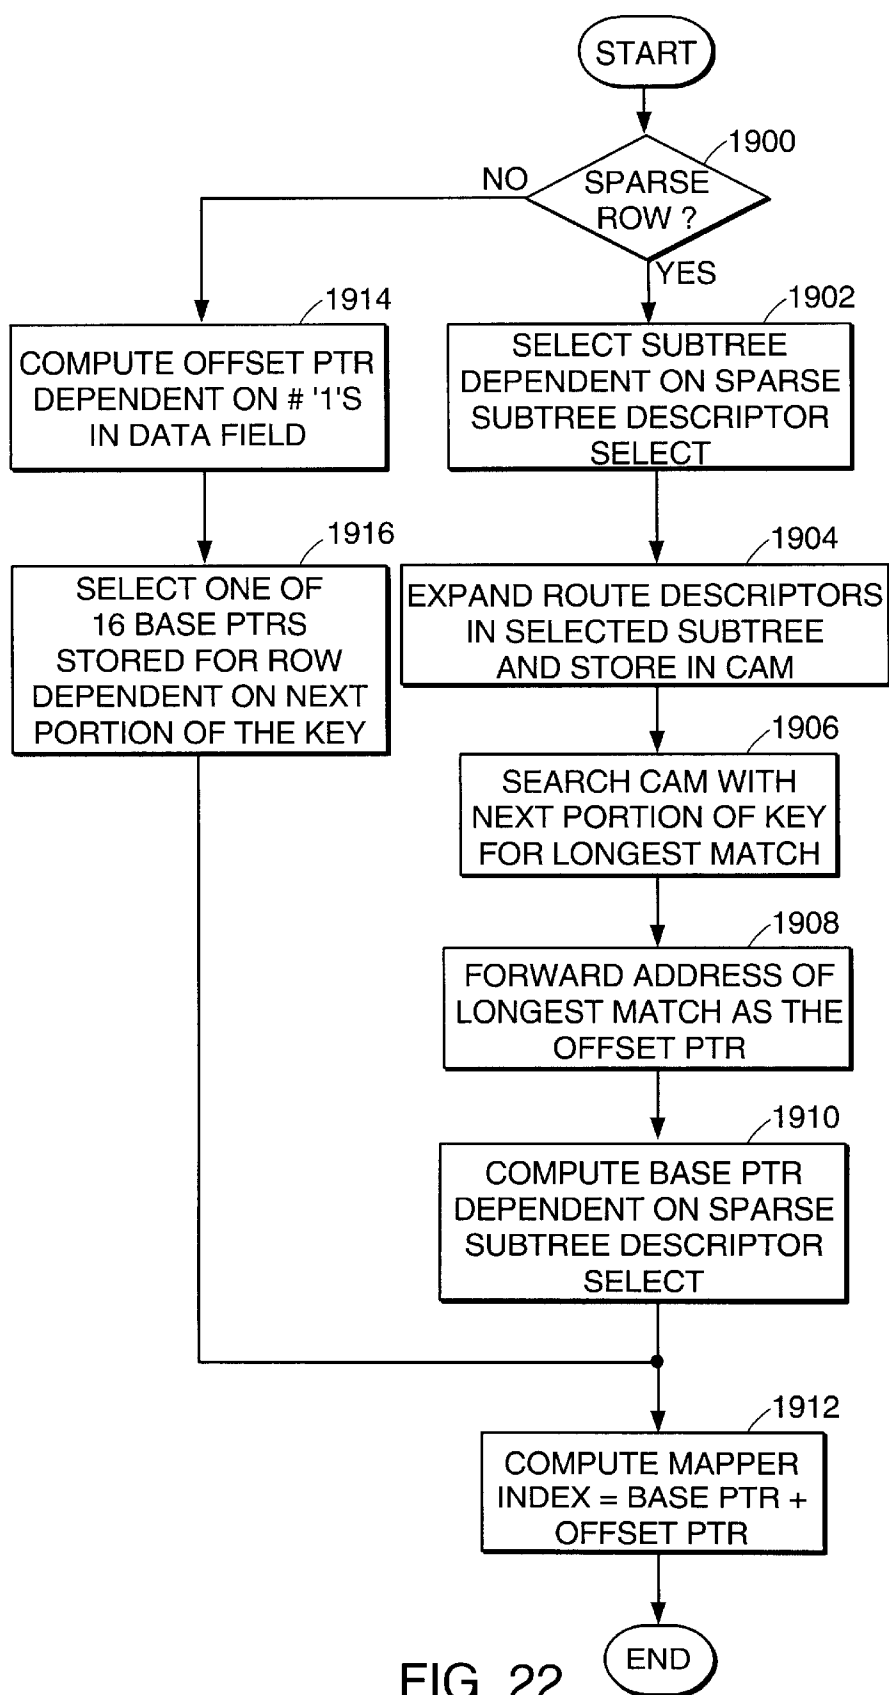 START
1900
SPARSE
ROW ?
NO
YES
1902
SELECT SUBTREE
DEPENDENT ON SPARSE
SUBTREE DESCRIPTOR
SELECT
1914
COMPUTE OFFSET PTR
DEPENDENT ON # '1'S
IN DATA FIELD
1916
SELECT ONE OF
16 BASE PTRS
STORED FOR ROW
DEPENDENT ON NEXT
PORTION OF THE KEY
1904
EXPAND ROUTE DESCRIPTORS
IN SELECTED SUBTREE
AND STORE IN CAM
1906
SEARCH CAM WITH
NEXT PORTION OF KEY
FOR LONGEST MATCH
1908
FORWARD ADDRESS OF
LONGEST MATCH AS THE
OFFSET PTR
1910
COMPUTE BASE PTR
DEPENDENT ON SPARSE
SUBTREE DESCRIPTOR
SELECT
1912
COMPUTE MAPPER
INDEX = BASE PTR +
OFFSET PTR
END
FIG. 22